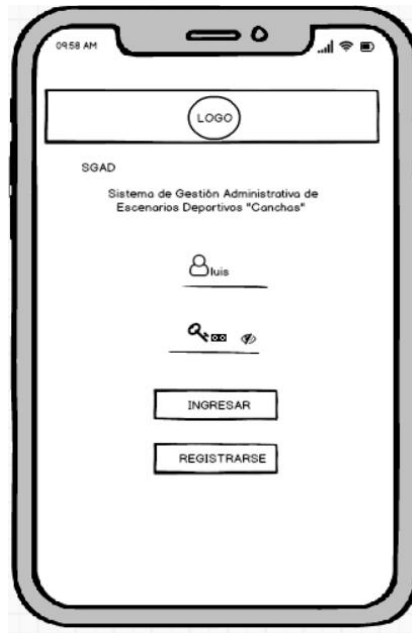 09:58 AM
LOGO
SGAD
Sistema de Gestión Administrativa de
Escenarios Deportivos "Canchas"
luis
INGRESAR
REGISTRARSE